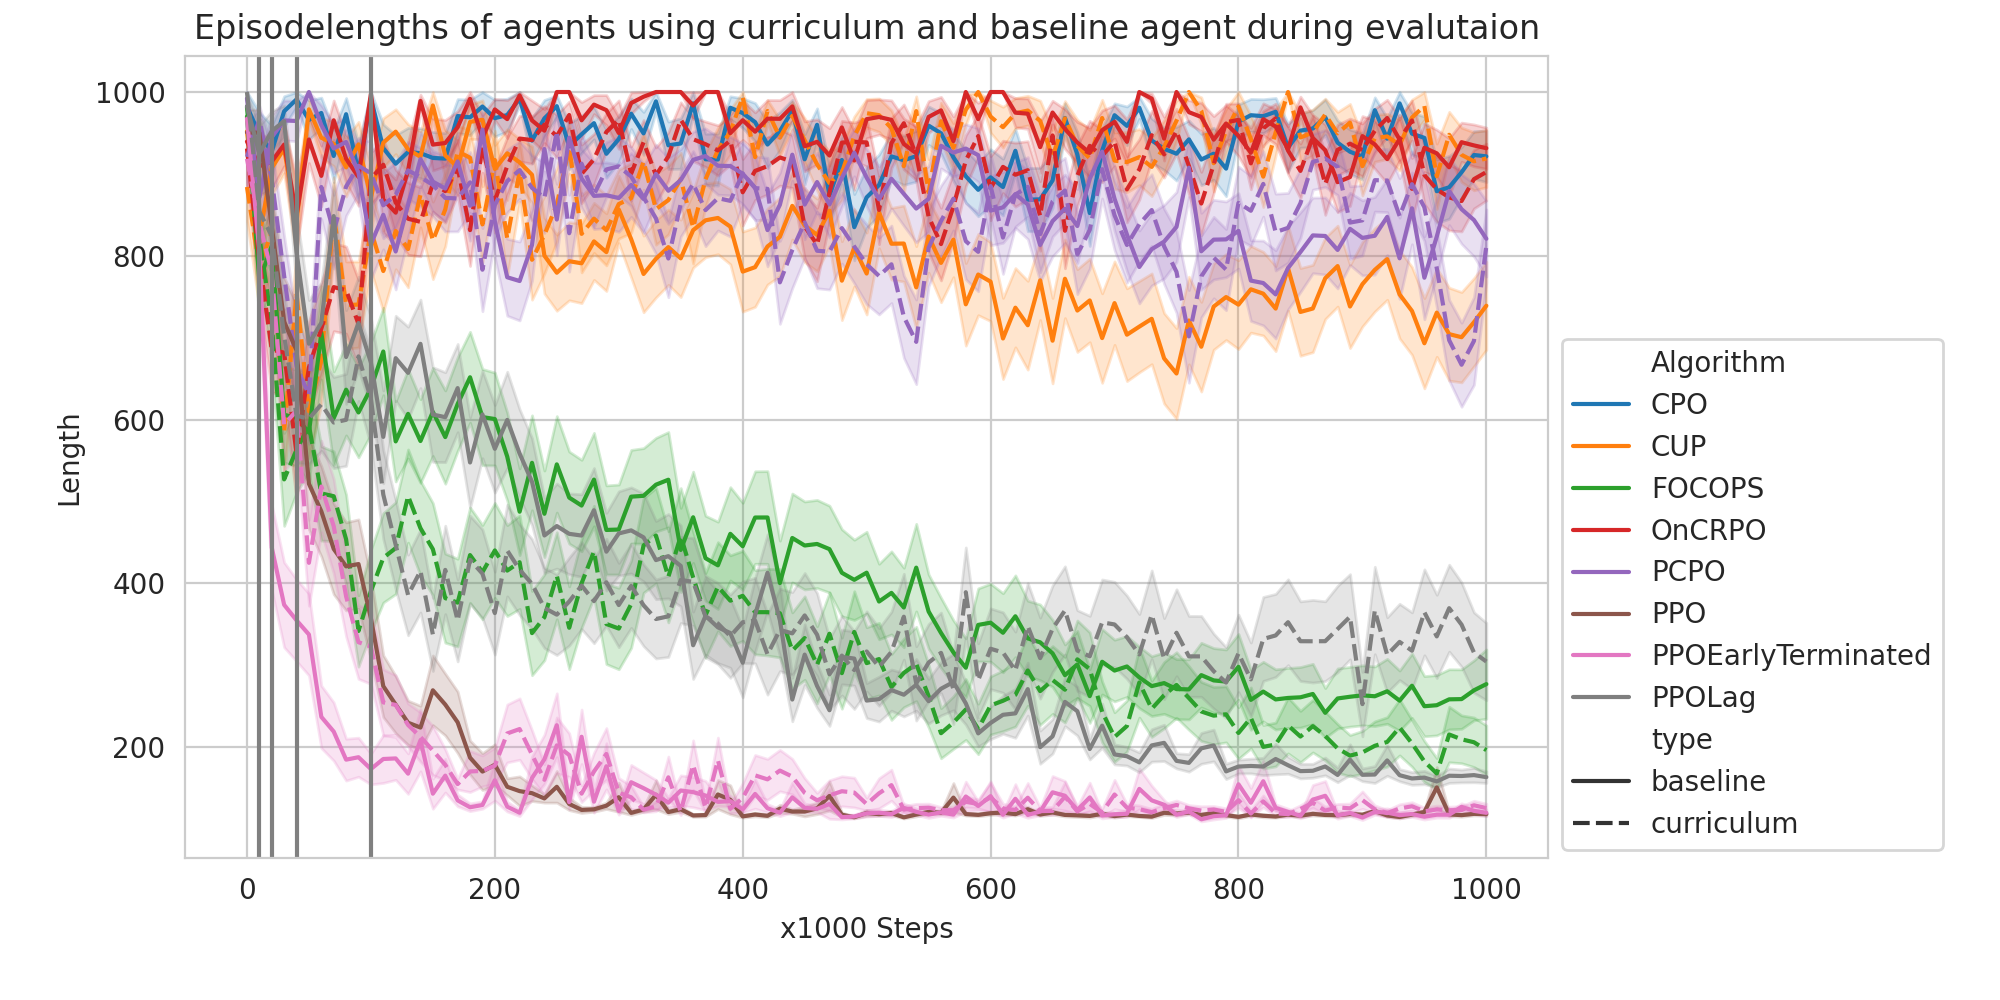 Episodelengths of agents using curriculum and baseline agent during evalutaion
1000
800
600
400
200
Length
0 200 400 600 800 1000
x1000 Steps
Algorithm
CPO
CUP
FOCOPS
OnCRPO
PCPO
PPO
PPOEarlyTerminated
PPOLag
type
baseline
curriculum